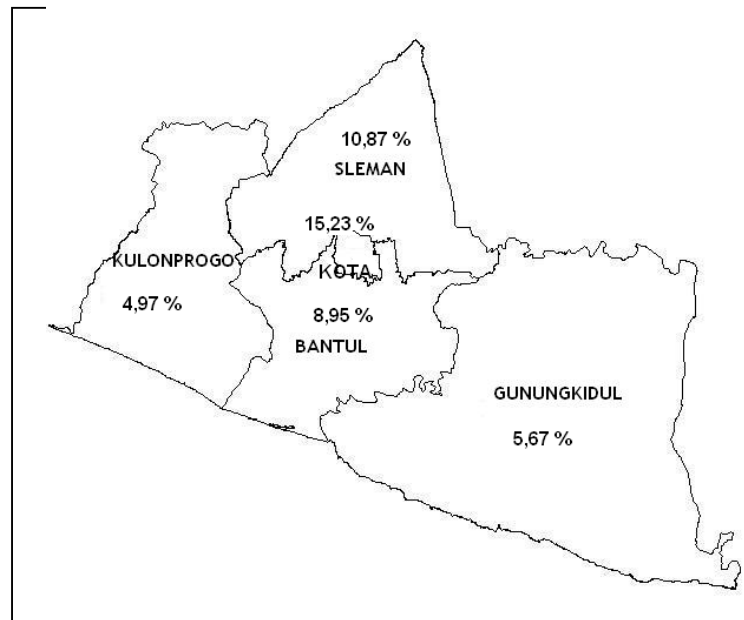 10,87 %
SLEMAN
15,23 %
KOTA
KULONPROGO
4,97 %
8,95 %
BANTUL
GUNUNGKIDUL
5,67 %